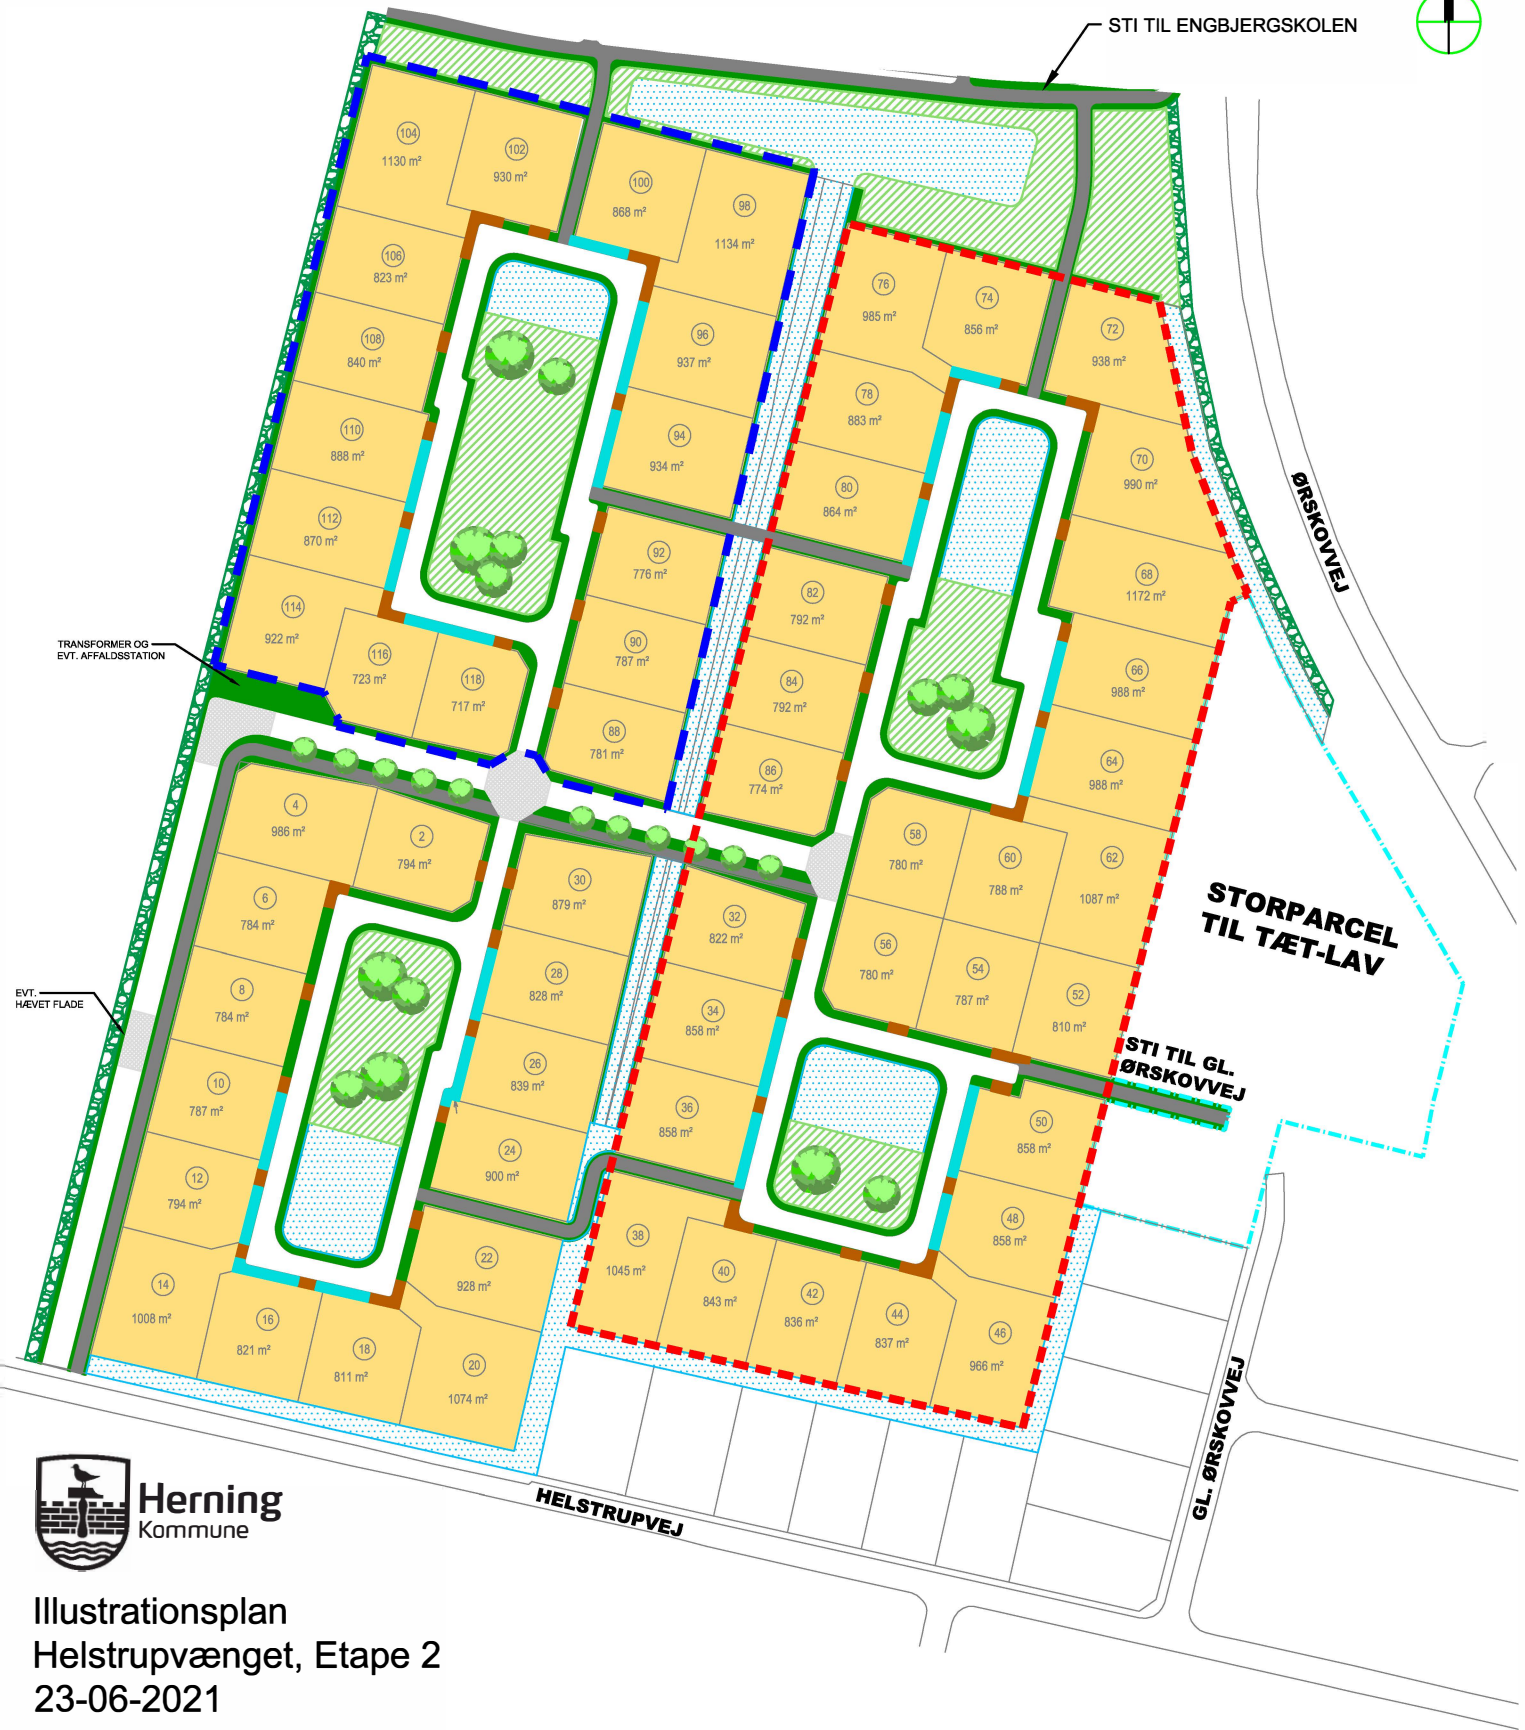 STI TIL ENGBJERGSKOLEN
104
1130 m²
102
930 m²
100
868 m²
98
1134 m²
106
823 m²
76
985 m²
74
856 m²
72
938 m²
108
840 m²
96
937 m²
78
883 m²
110
888 m²
94
934 m²
70
990 m²
80
864 m²
ØRSKOVVEJ
112
870 m²
92
776 m²
82
792 m²
68
1172 m²
114
922 m²
116
723 m²
118
717 m²
90
787 m²
84
792 m²
66
988 m²
TRANSFORMER OG
EVT. AFFALDSSTATION
88
781 m²
86
774 m²
64
988 m²
4
986 m²
2
794 m²
58
780 m²
60
788 m²
62
1087 m²
6
784 m²
30
879 m²
32
822 m²
STORPARCEL
TIL TÆT-LAV
56
780 m²
54
787 m²
52
810 m²
8
784 m²
28
828 m²
34
858 m²
EVT.
HÆVET FLADE
STI TIL GL.
ØRSKOVVEJ
10
787 m²
26
839 m²
36
858 m²
50
858 m²
12
794 m²
24
900 m²
48
858 m²
14
1008 m²
16
821 m²
18
811 m²
22
928 m²
20
1074 m²
38
1045 m²
40
843 m²
42
836 m²
44
837 m²
46
966 m²
GL. ØRSKOVVEJ
HELSTRUPVEJ
Herning
Kommune
Illustrationsplan
Helstrupvænget, Etape 2
23-06-2021